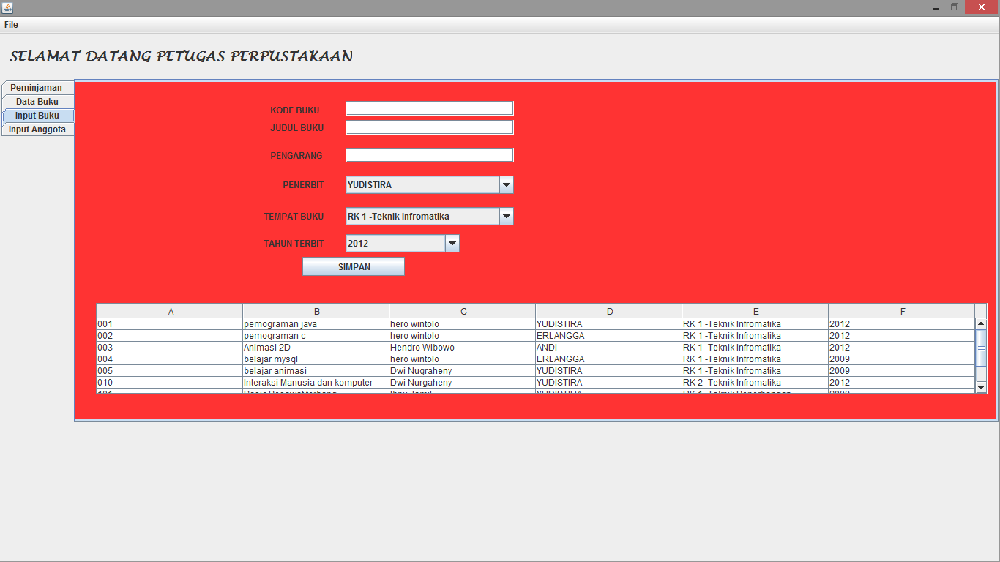 File
SELAMAT DATANG PETUGAS PERPUSTAKAAN
Peminjaman
Data Buku
Input Buku
Input Anggota
KODE BUKU
JUDUL BUKU
PENGARANG
PENERBIT YUDISTIRA
TEMPAT BUKU RK 1 -Teknik Infromatika
TAHUN TERBIT 2012
SIMPAN
A B C D E F
001 pemograman java hero wintolo YUDISTIRA RK 1 -Teknik Infromatika 2012
002 pemograman c hero wintolo ERLANGGA RK 1 -Teknik Infromatika 2012
003 Animasi 2D Hendro Wibowo ANDI RK 1 -Teknik Infromatika 2012
004 belajar mysql hero wintolo ERLANGGA RK 1 -Teknik Infromatika 2009
005 belajar animasi Dwi Nugraheny YUDISTIRA RK 1 -Teknik Infromatika 2009
010 Interaksi Manusia dan komputer Dwi Nurgaheny YUDISTIRA RK 2 -Teknik Infromatika 2012
YUDISTIRA RK 1 -Teknik